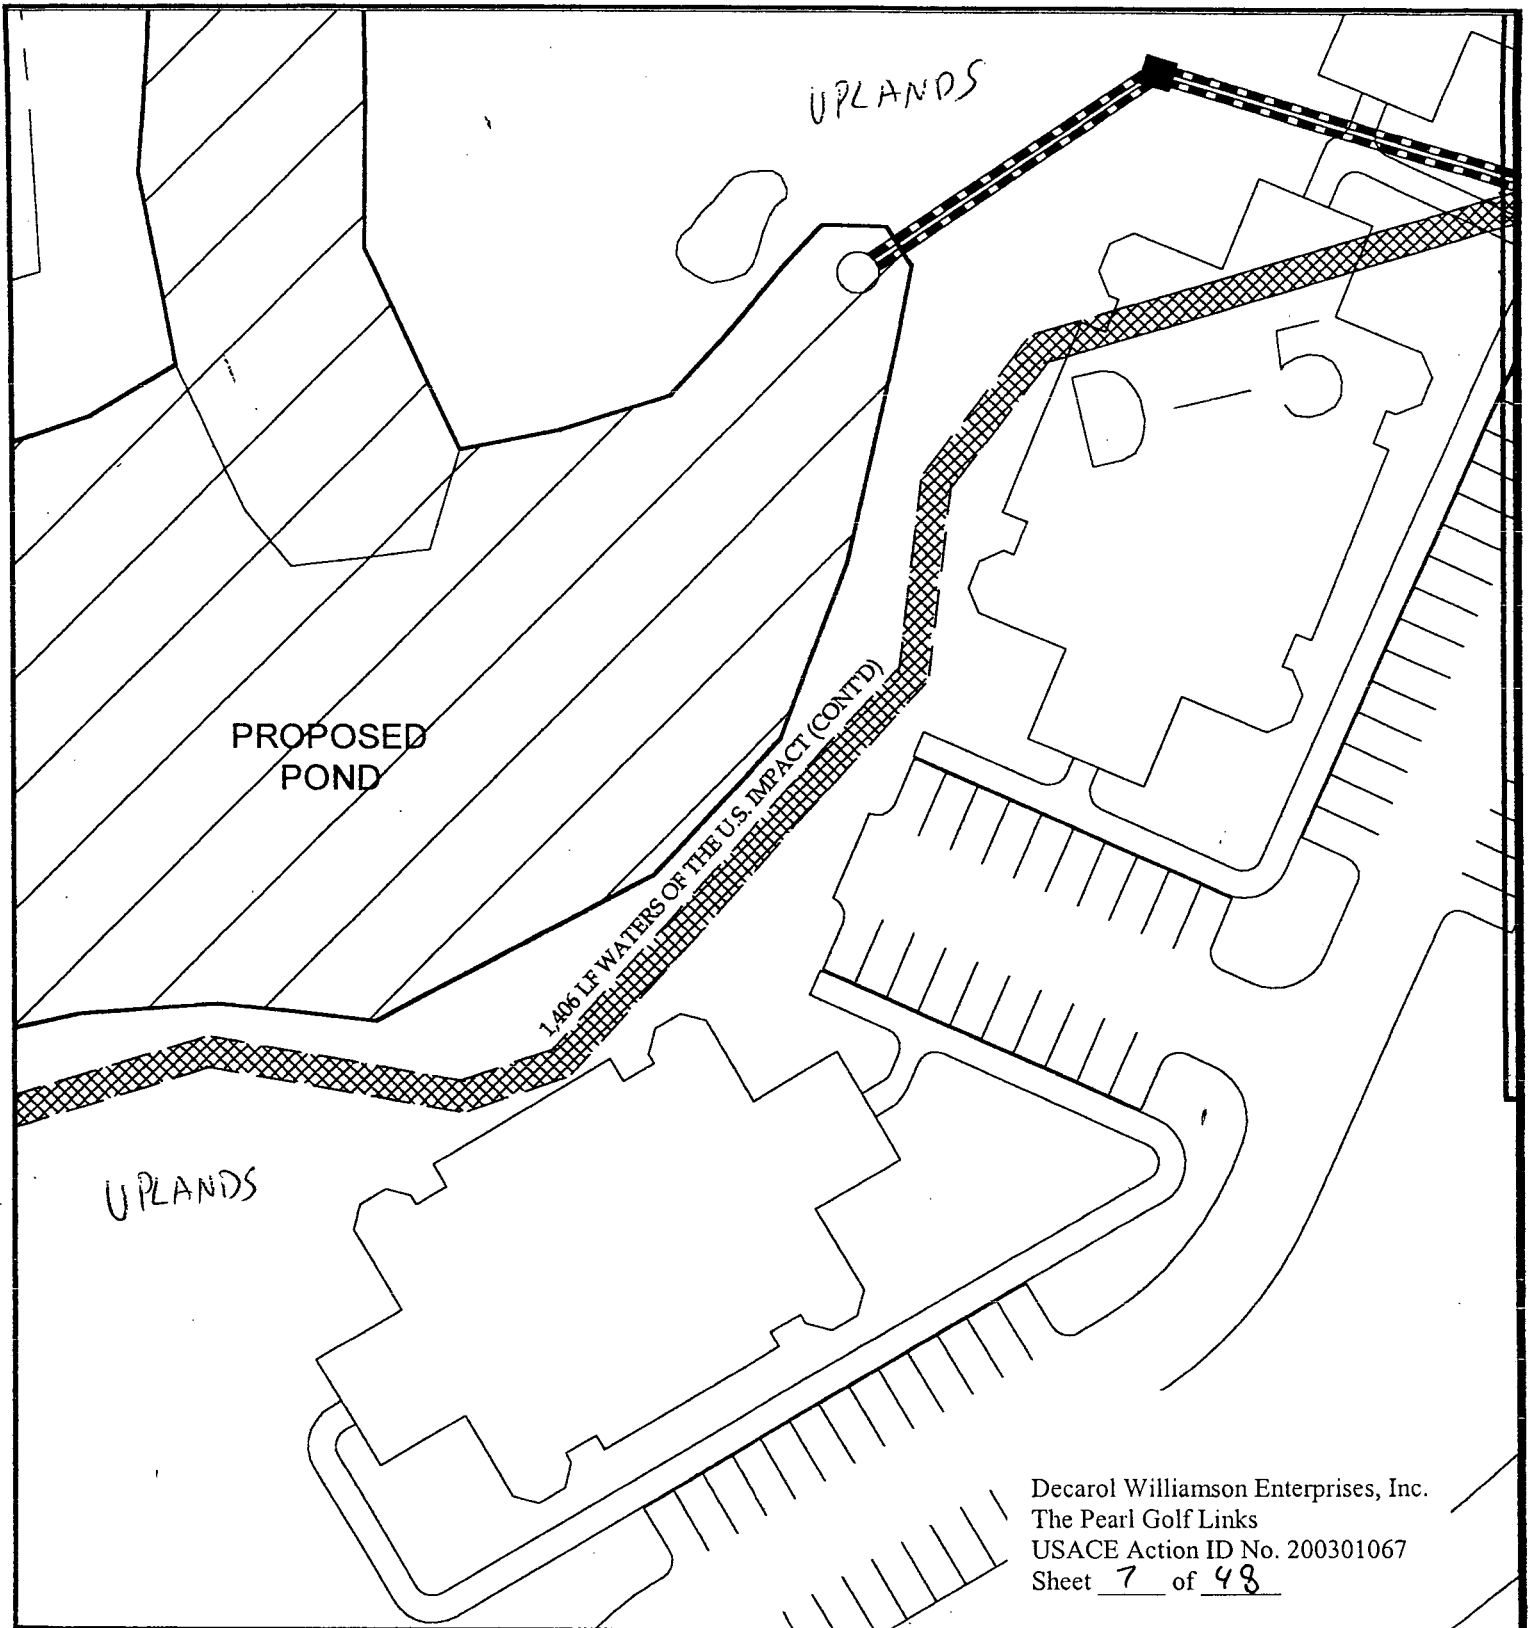 UPLANDS
D-5
PROPOSED
POND
1,406 LF WATERS OF THE U.S. IMPACT (CONT'D)
UPLANDS
Decarol Williamson Enterprises, Inc.
The Pearl Golf Links
USACE Action ID No. 200301067
Sheet 7 of 48